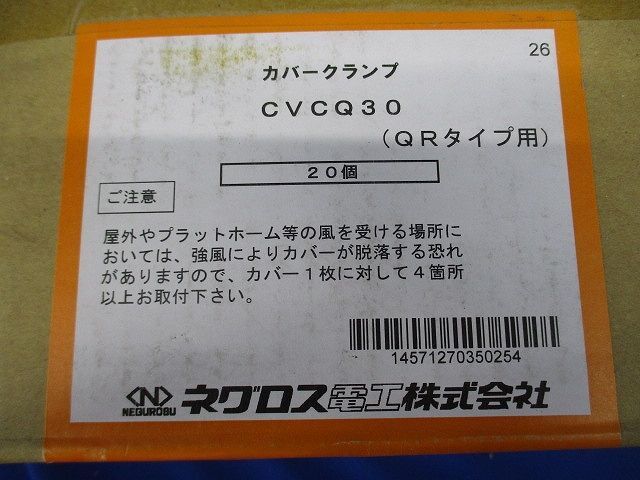 26
カバークランプ
ＣＶＣＱ３０
（ＱＲタイプ用）
２０個
ご注意
屋外やプラットホーム等の風を受ける場所に
おいては、強風によりカバーが脱落する恐れ
がありますので、カバー１枚に対して４箇所
以上お取付下さい。
14571270350254
N
NEGUROSU
ネグロス電工株式会社